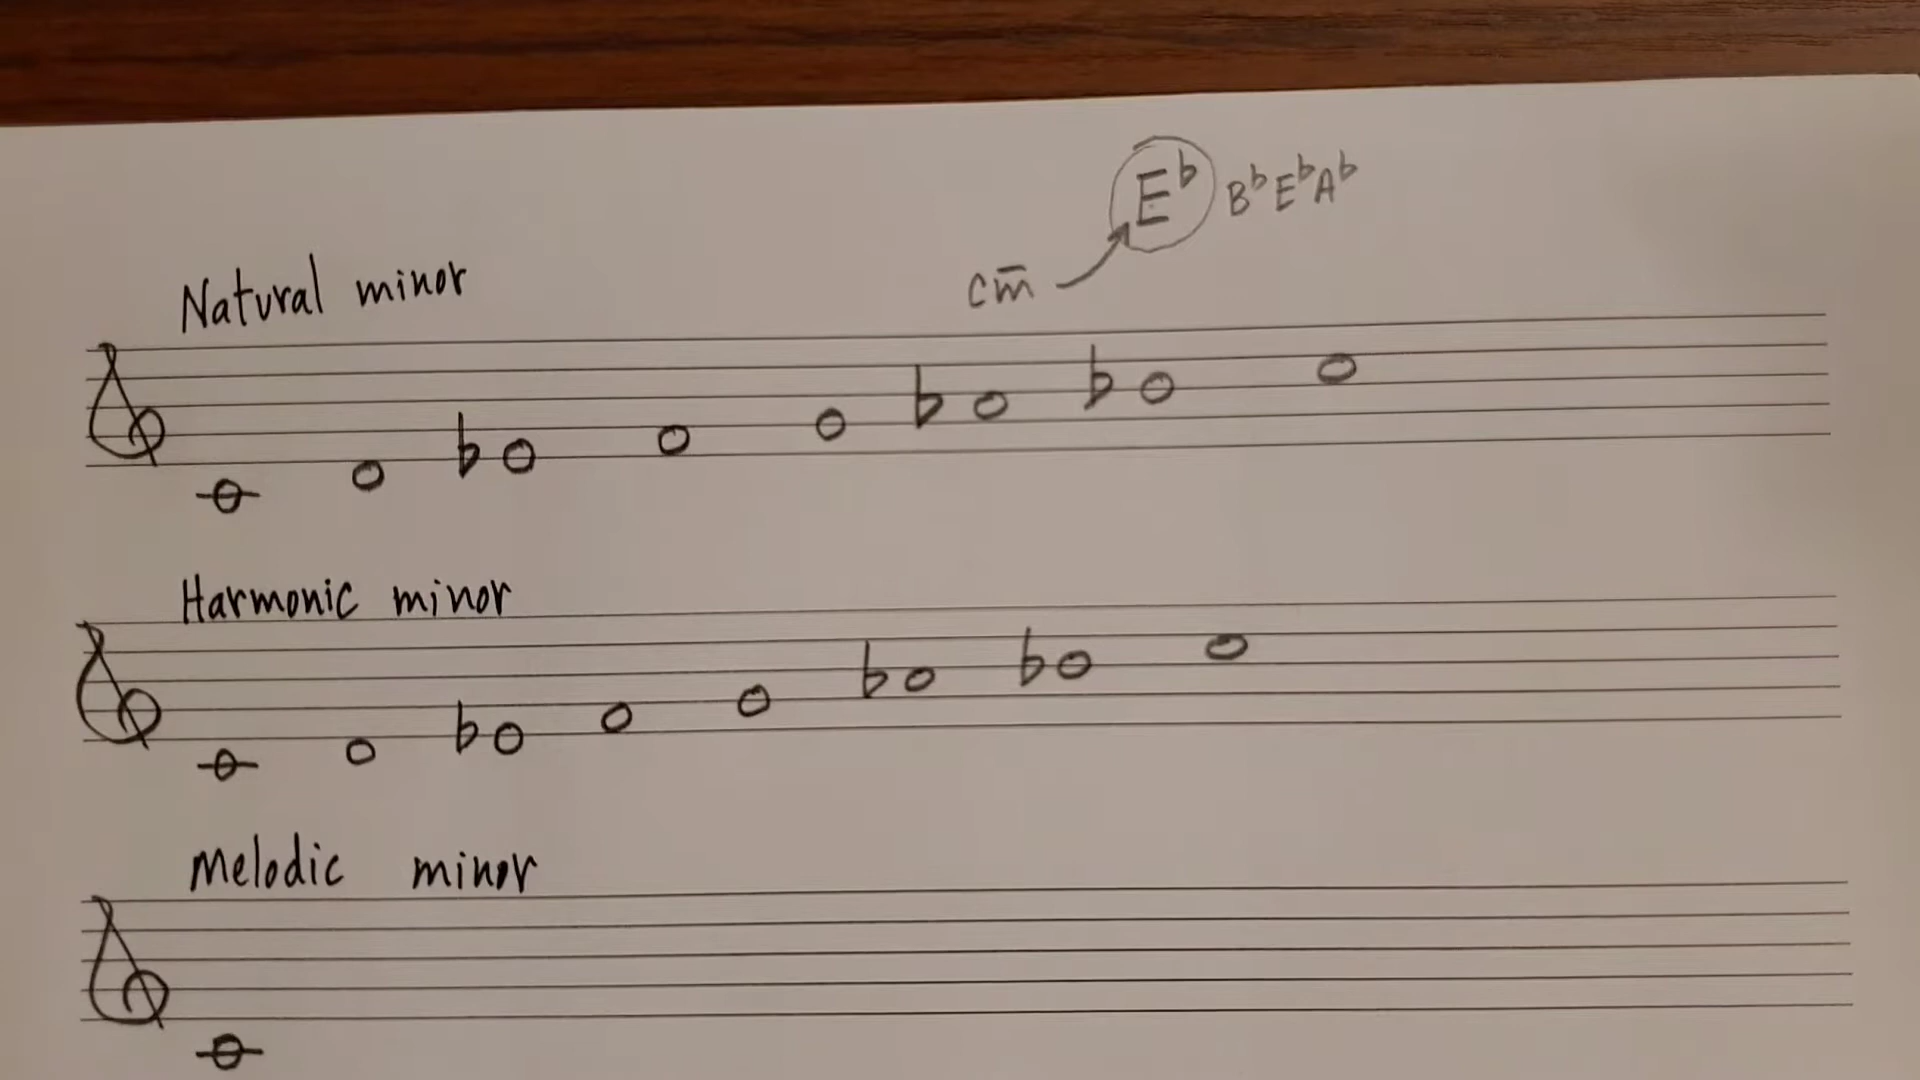 E♭ B♭ E♭ A♭
Cm̅
Natural minor
Harmonic minor
Melodic minor